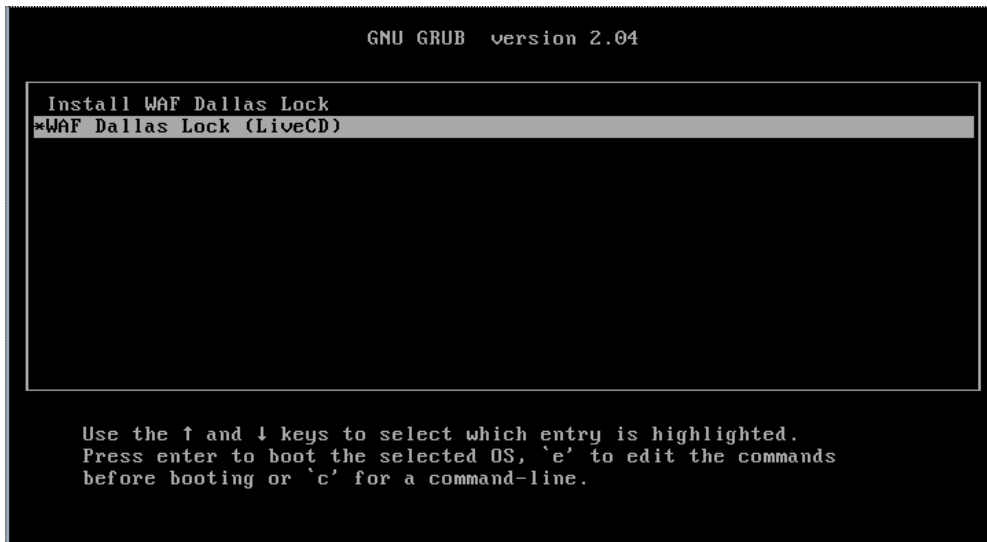 GNU GRUB  version 2.04
Install WAF Dallas Lock
*WAF Dallas Lock (LiveCD)
Use the ↑ and ↓ keys to select which entry is highlighted.
Press enter to boot the selected OS, `e' to edit the commands
before booting or `c' for a command-line.